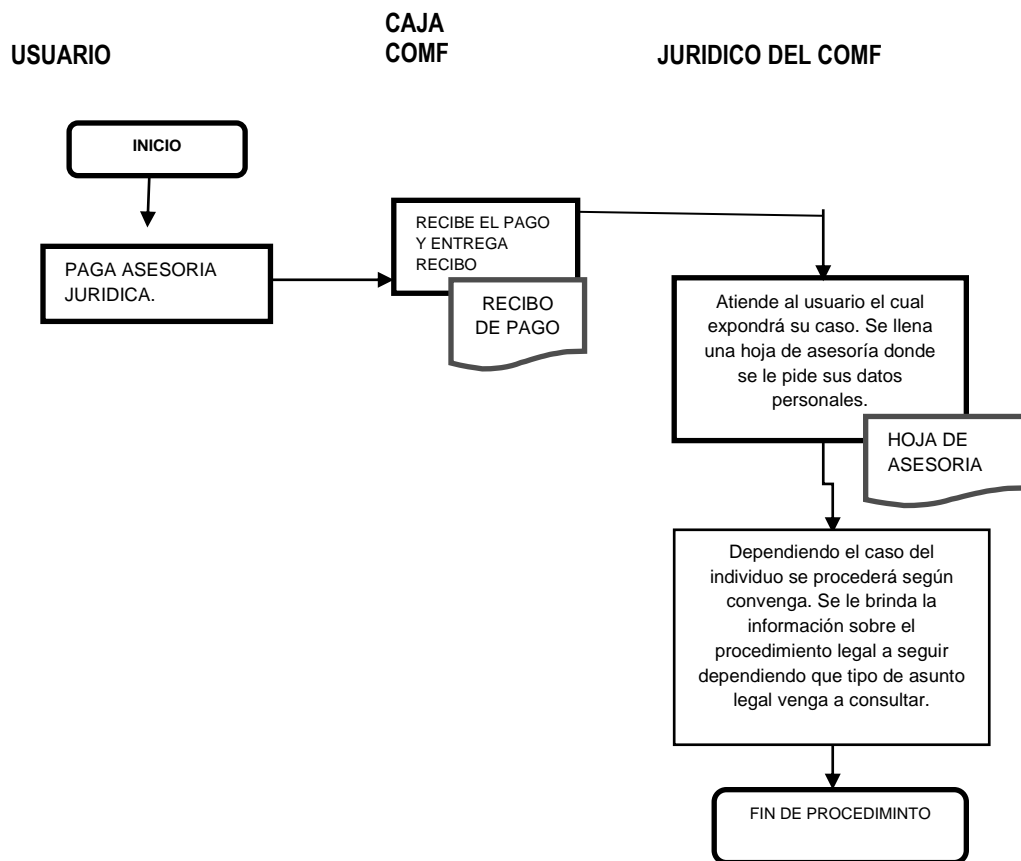 USUARIO
CAJA
COMF
JURIDICO DEL COMF
INICIO
PAGA ASESORIA
JURIDICA.
RECIBE EL PAGO
Y ENTREGA
RECIBO
RECIBO
DE PAGO
Atiende al usuario el cual
expondrá su caso. Se llena
una hoja de asesoría donde
se le pide sus datos
personales.
HOJA DE
ASESORIA
Dependiendo el caso del
individuo se procederá según
convenga. Se le brinda la
información sobre el
procedimiento legal a seguir
dependiendo que tipo de asunto
legal venga a consultar.
FIN DE PROCEDIMINTO